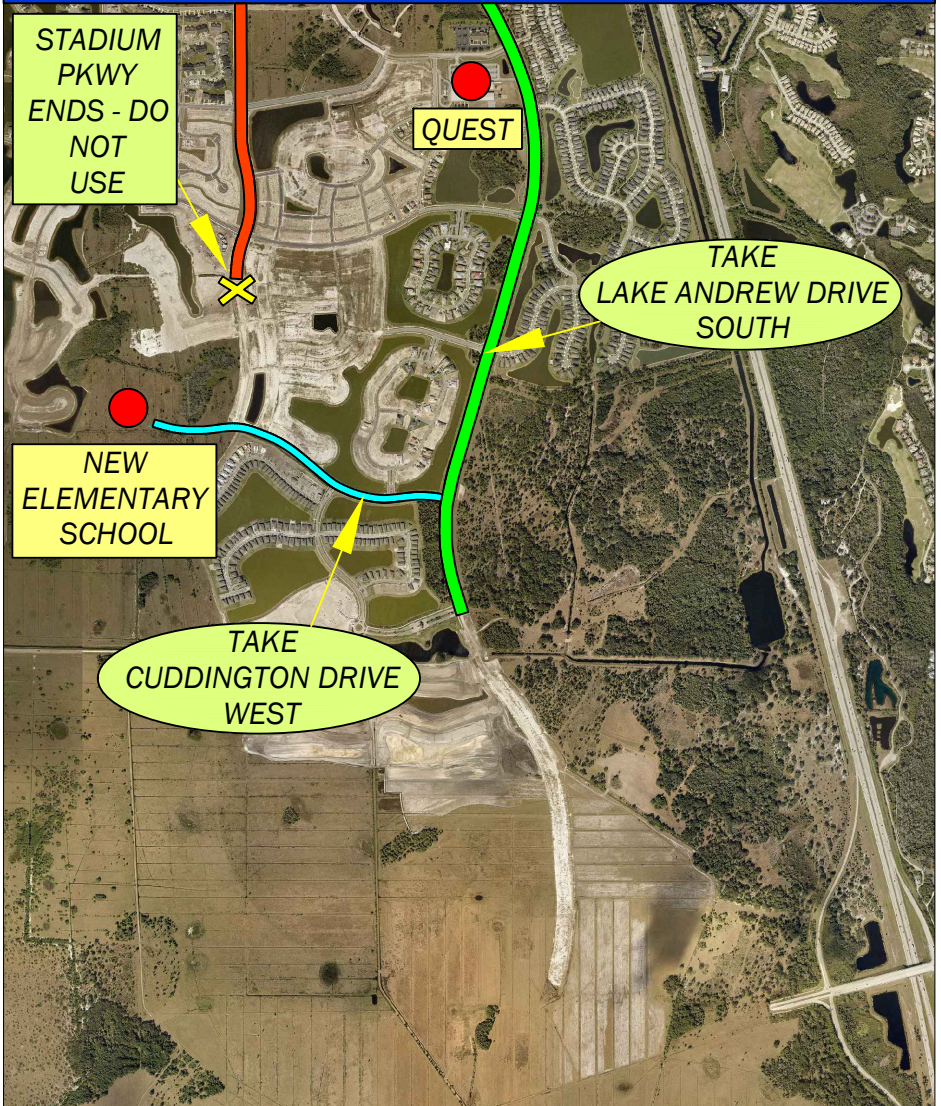 STADIUM
PKWY
ENDS - DO
NOT
USE
QUEST
TAKE
LAKE ANDREW DRIVE
SOUTH
NEW
ELEMENTARY
SCHOOL
TAKE
CUDDINGTON DRIVE
WEST